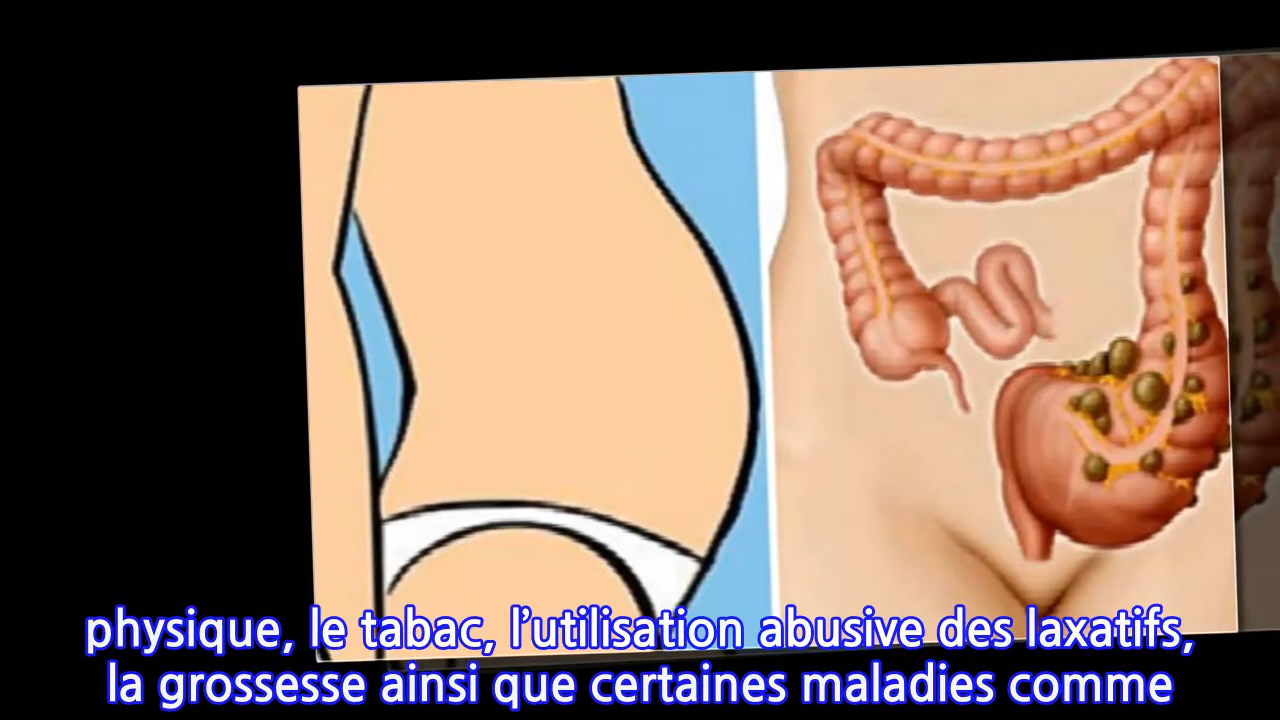 physique, le tabac, l'utilisation abusive des laxatifs,
la grossesse ainsi que certaines maladies comme